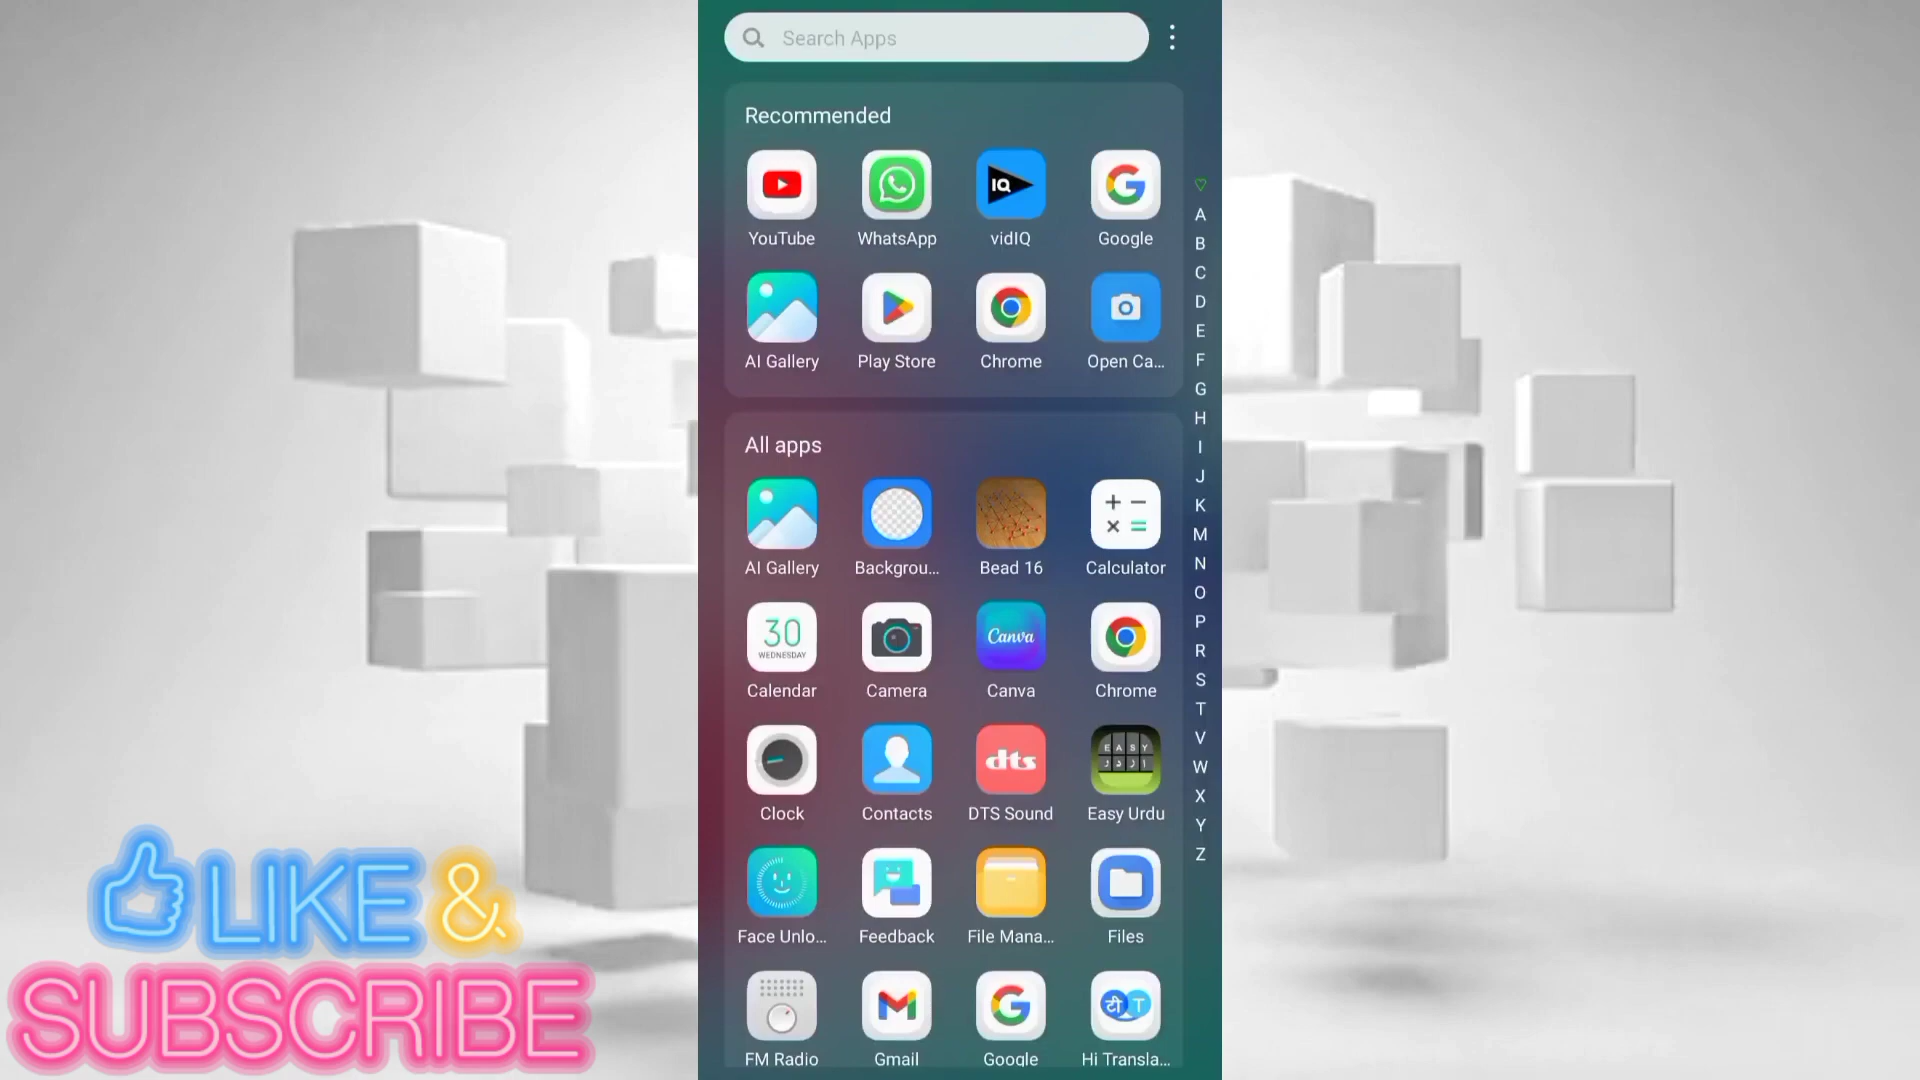 Search Apps
Recommended
IQ
YouTube WhatsApp vidIQ Google
AI Gallery Play Store Chrome Open Ca...
All apps
AI Gallery Backgrou... Bead 16 Calculator
30
WEDNESDAY
Canva
Calendar Camera Canva Chrome
dts
EASY
Clock Contacts DTS Sound Easy Urdu
Face Unlo... Feedback File Mana... Files
FM Radio Gmail Google Hi Transla...
A
B
C
D
E
F
G
H
I
J
K
M
N
O
P
R
S
T
V
W
X
Y
Z
LIKE &
SUBSCRIBE